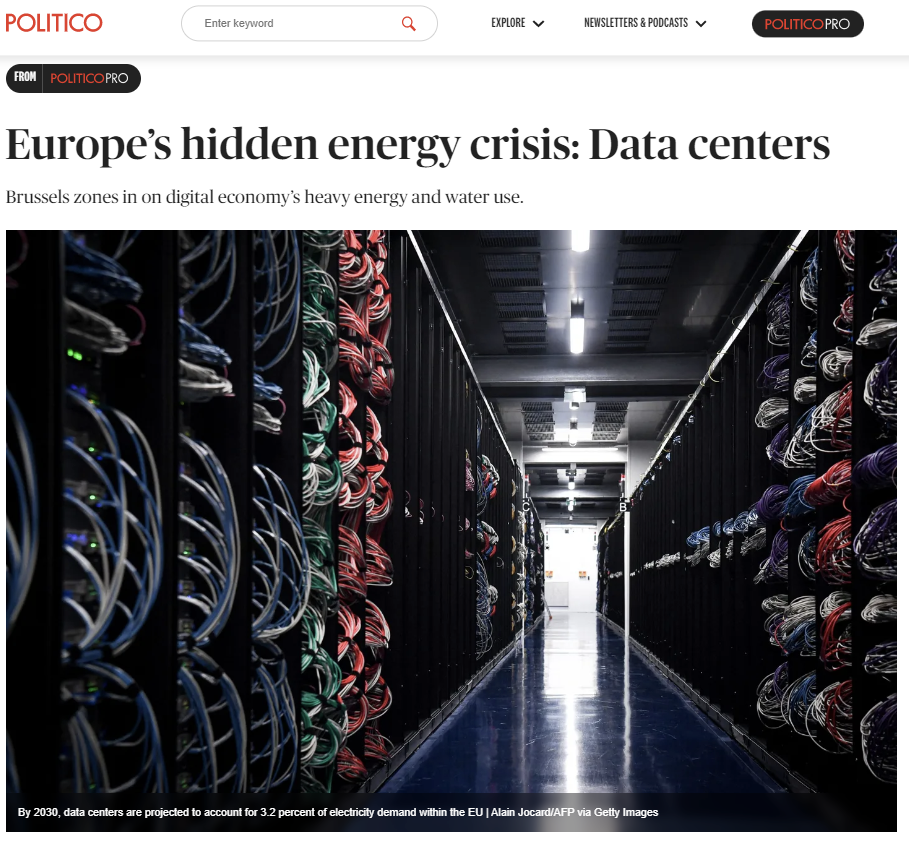 POLITICO
Enter keyword
EXPLORE
NEWSLETTERS & PODCASTS
POLITICOPRO
FROM
POLITICOPRO
Europe’s hidden energy crisis: Data centers
Brussels zones in on digital economy’s heavy energy and water use.
C
B
By 2030, data centers are projected to account for 3.2 percent of electricity demand within the EU | Alain Jocard/AFP via Getty Images